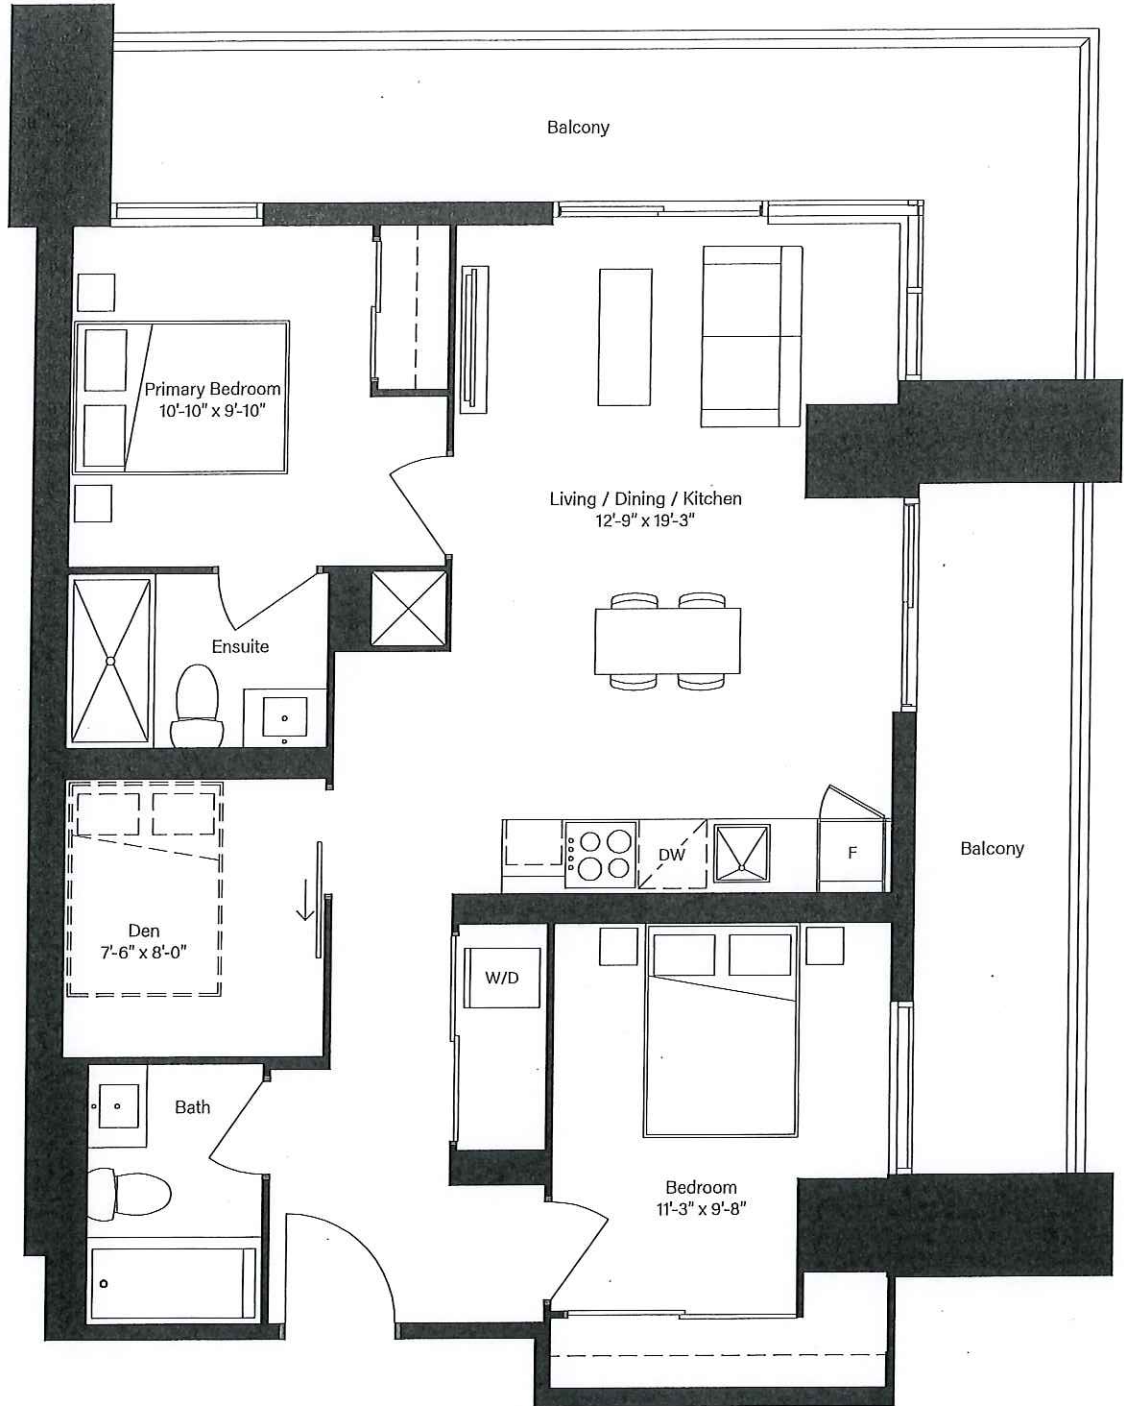 Balcony
Primary Bedroom
10'-10" x 9'-10"
Living / Dining / Kitchen
12'-9" x 19'-3"
Ensuite
DW
F
Balcony
Den
7'-6" x 8'-0"
W/D
Bath
Bedroom
11'-3" x 9'-8"